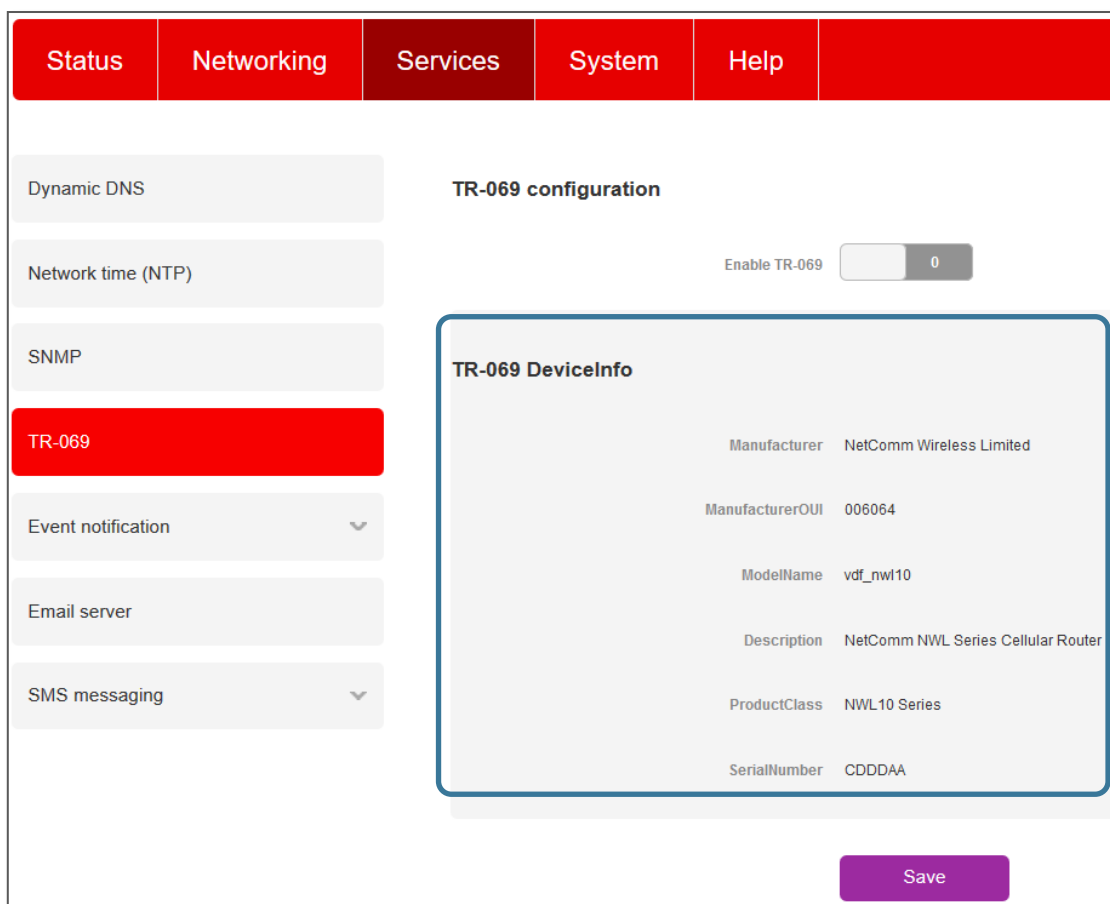 Status Networking Services System Help
Dynamic DNS
Network time (NTP)
SNMP
TR-069
Event notification
Email server
SMS messaging
TR-069 configuration
Enable TR-069 0
TR-069 DeviceInfo
Manufacturer NetComm Wireless Limited
ManufacturerOUI 006064
ModelName vdf_nwl10
Description NetComm NWL Series Cellular Router
ProductClass NWL10 Series
SerialNumber CDDDAA
Save